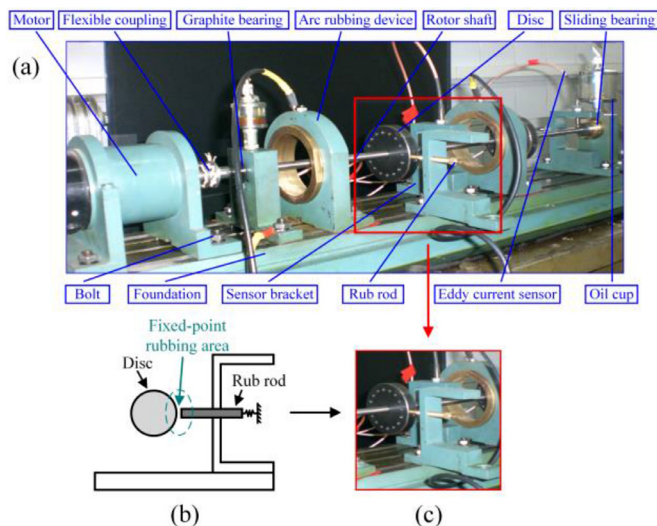 Motor
Flexible coupling
Graphite bearing
Arc rubbing device
Rotor shaft
Disc
Sliding bearing
(a)
Bolt
Foundation
Sensor bracket
Rub rod
Eddy current sensor
Oil cup
Fixed-point
rubbing area
Disc
Rub rod
(b)
(c)